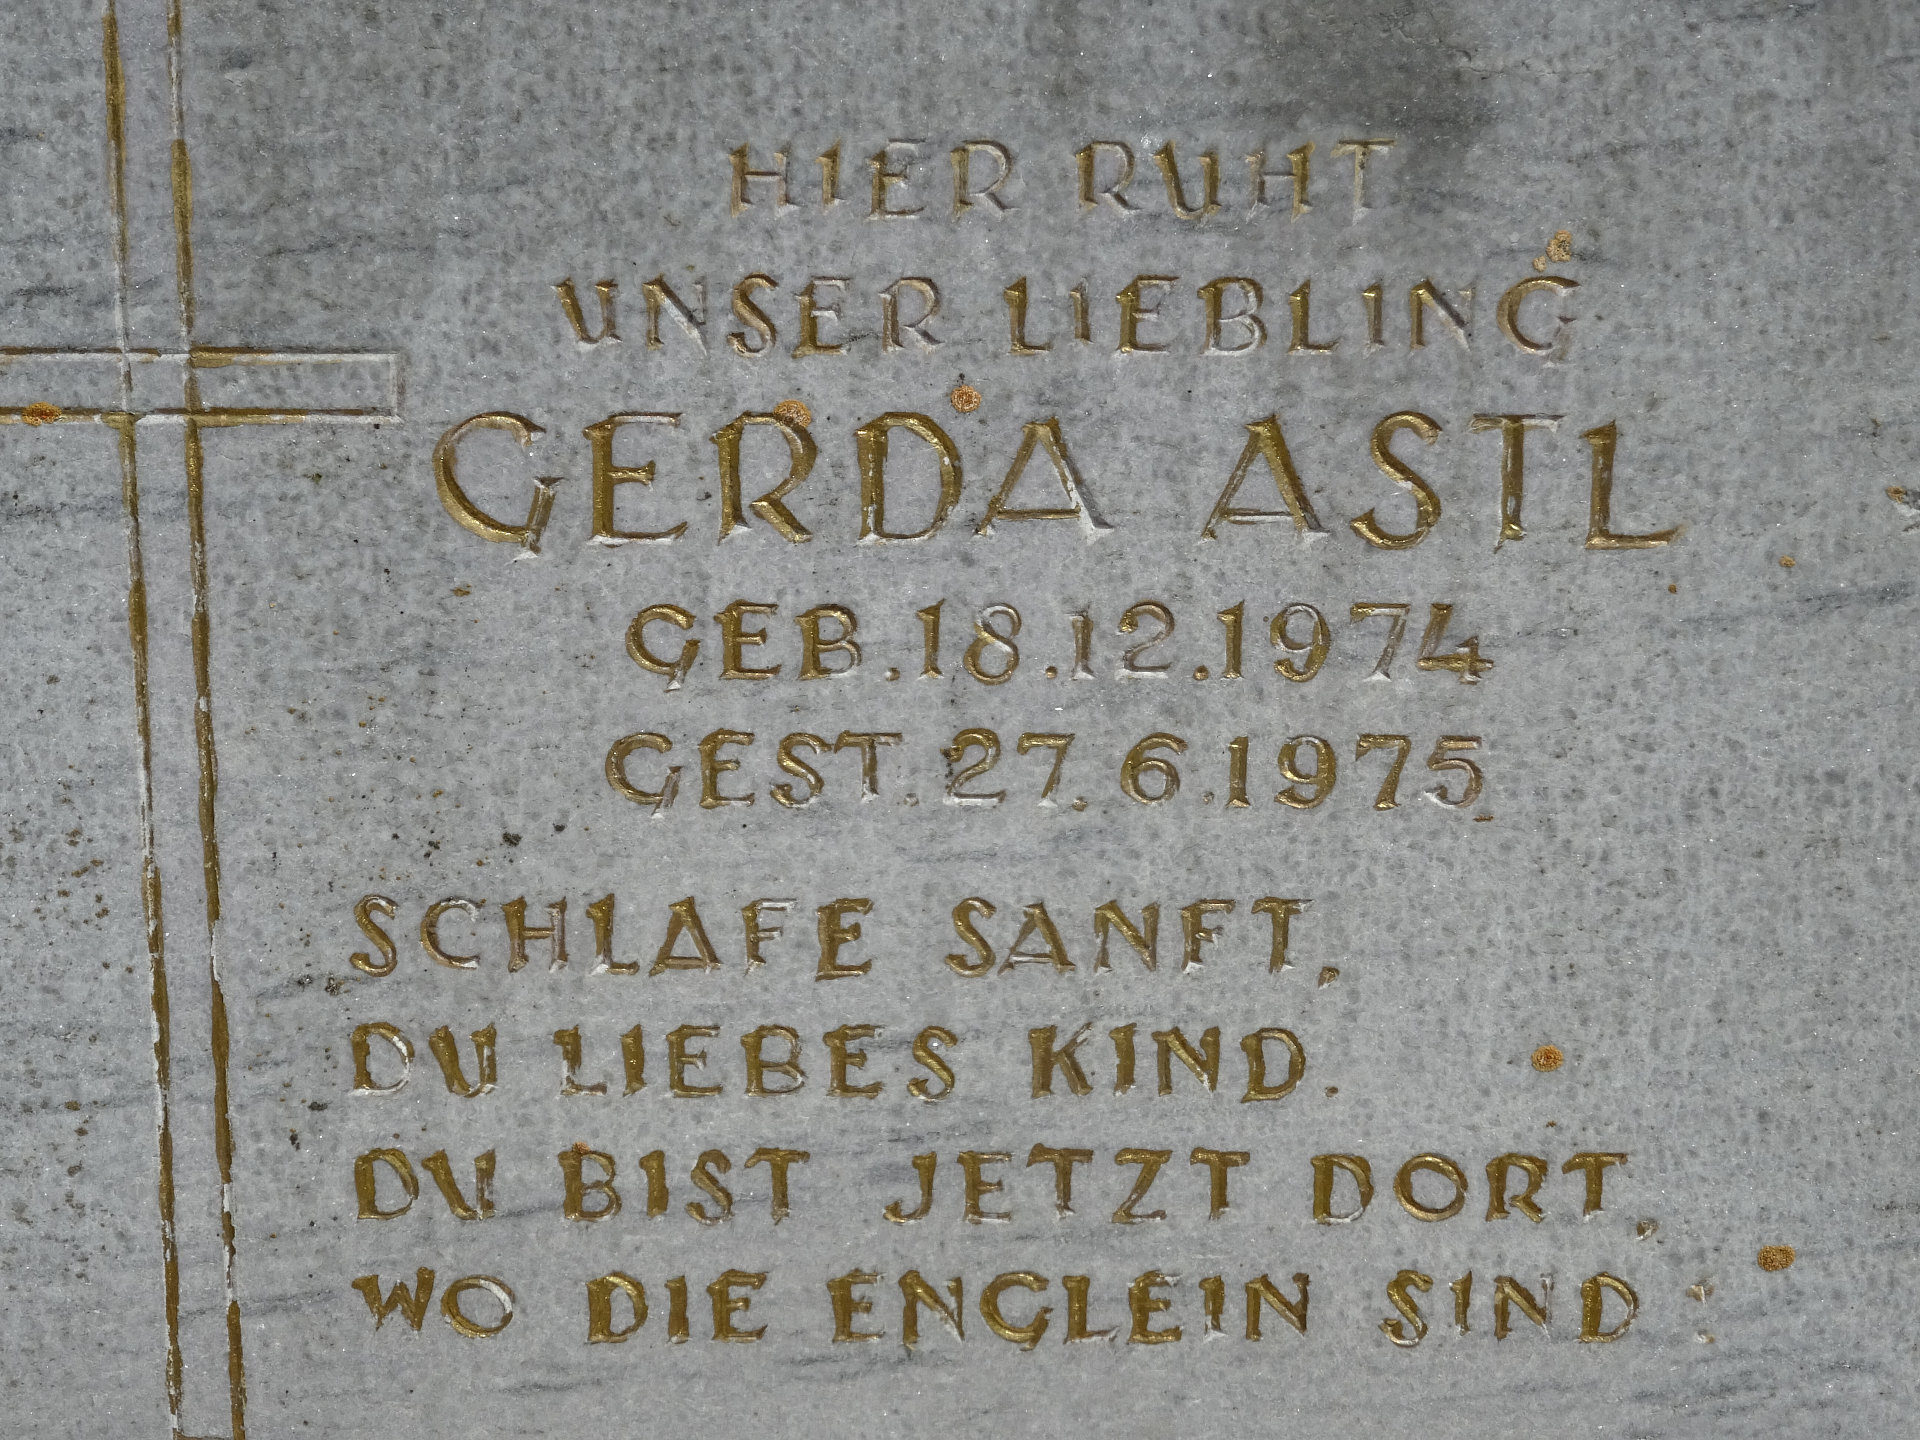 HIER RUHT
UNSER LIEBLING
GERDA ASTL
GEB. 18.12.1974
GEST. 27.6.1975
SCHLAFE SANFT,
DU LIEBES KIND.
DU BIST JETZT DORT,
WO DIE ENGLEIN SIND.